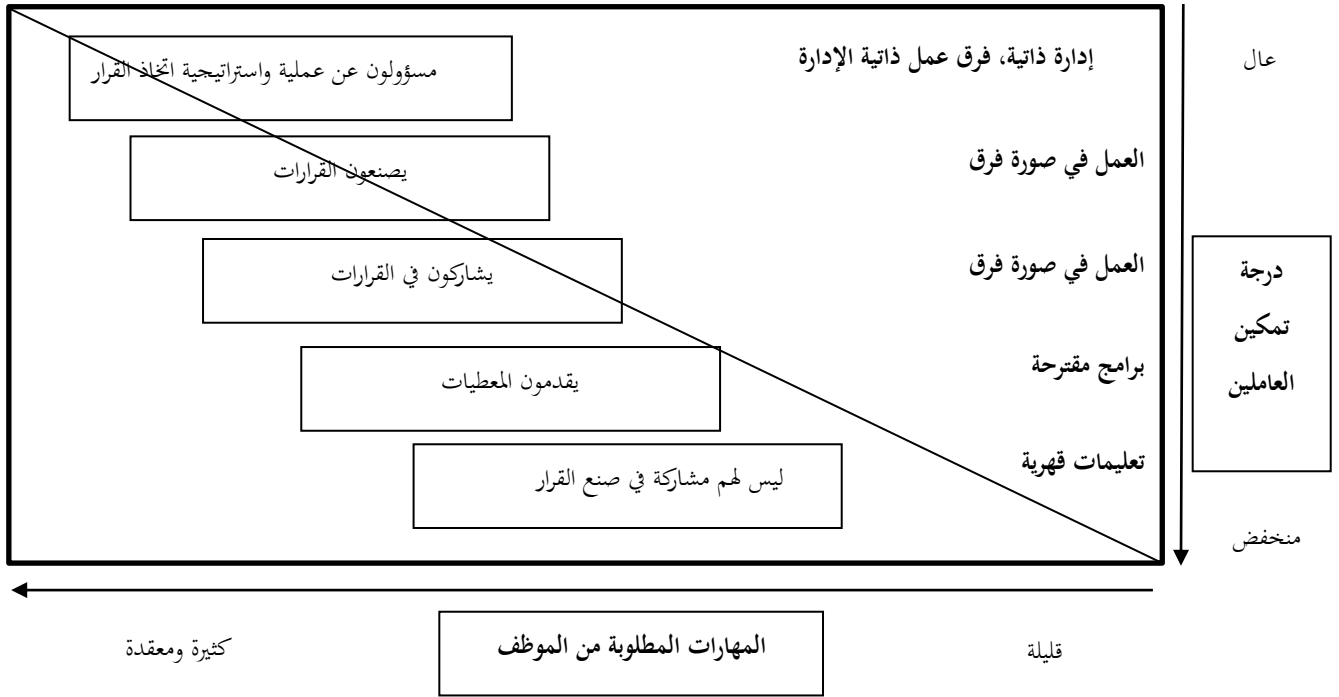 إدارة ذاتية، فرق عمل ذاتية الإدارة
مسؤولون عن عملية واستراتيجية اتخاذ القرار
عال
العمل في صورة فرق
يصنعون القرارات
العمل في صورة فرق
يشاركون في القرارات
درجة
تمكين
العاملين
برامج مقترحة
يقدمون المعطيات
تعليمات قهرية
ليس لهم مشاركة في صنع القرار
منخفض
قليلة
المهارات المطلوبة من الموظف
كثيرة ومعقدة